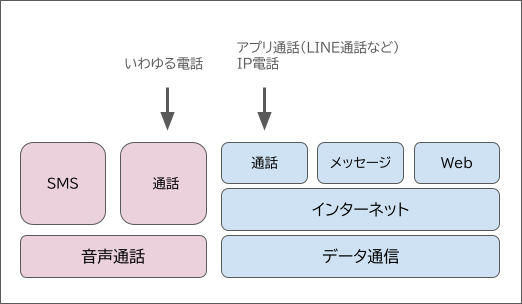 アプリ通話（LINE通話など）
いわゆる電話
IP電話
SMS
通話
通話
メッセージ
Web
インターネット
音声通話
データ通信